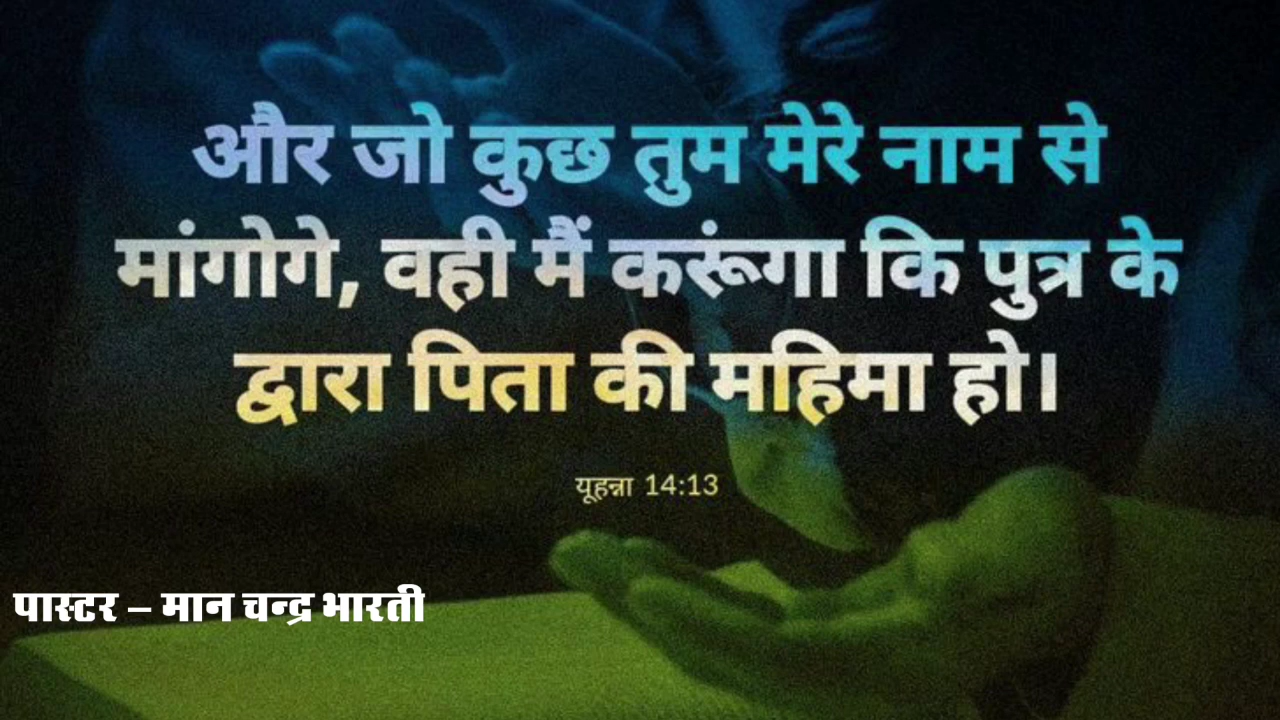 और जो कुछ तुम मेरे नाम से
मांगोगे, वही मैं करूंगा कि पुत्र के
द्वारा पिता की महिमा हो।
यूहन्ना 14:13
पास्टर – मान चन्द्र भारती